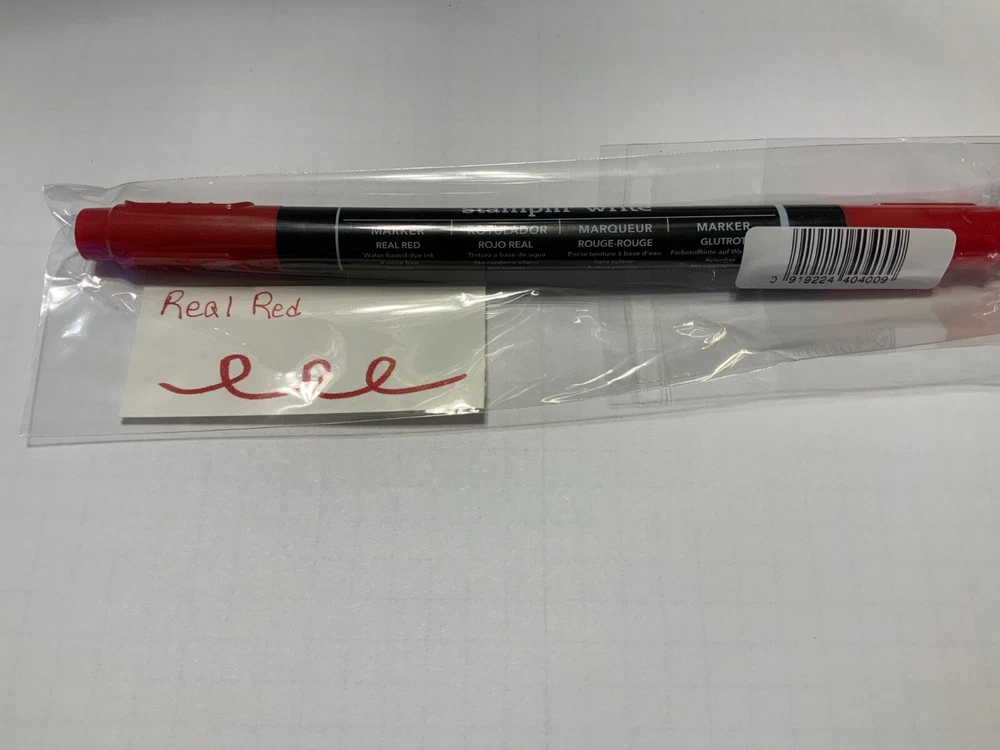 stampin' write
MARKER ROTULADOR MARQUEUR MARKER
REAL RED ROJO REAL ROUGE-ROUGE GLUTROT
Water-based dye ink Tintura a base de agua Encre teinture à base d'eau Farbstofftinte auf
0 919224 404009
Real Red